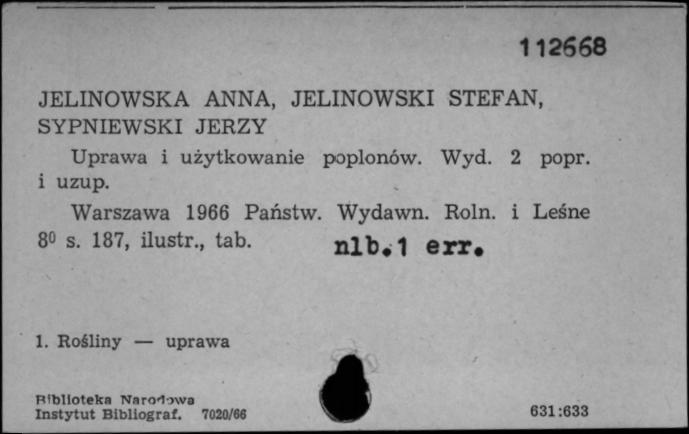 112668
JELINOWSKA ANNA, JELINOWSKI STEFAN,
SYPNIEWSKI JERZY
Uprawa i użytkowanie poplonów. Wyd. 2 popr.
i uzup.
Warszawa 1966 Państw. Wydawn. Roln. i Leśne
8⁰ s. 187, ilustr., tab. nlb.1 err.
1. Rośliny — uprawa
Biblioteka Narodowa
Instytut Bibliograf. 7020/66
631:633